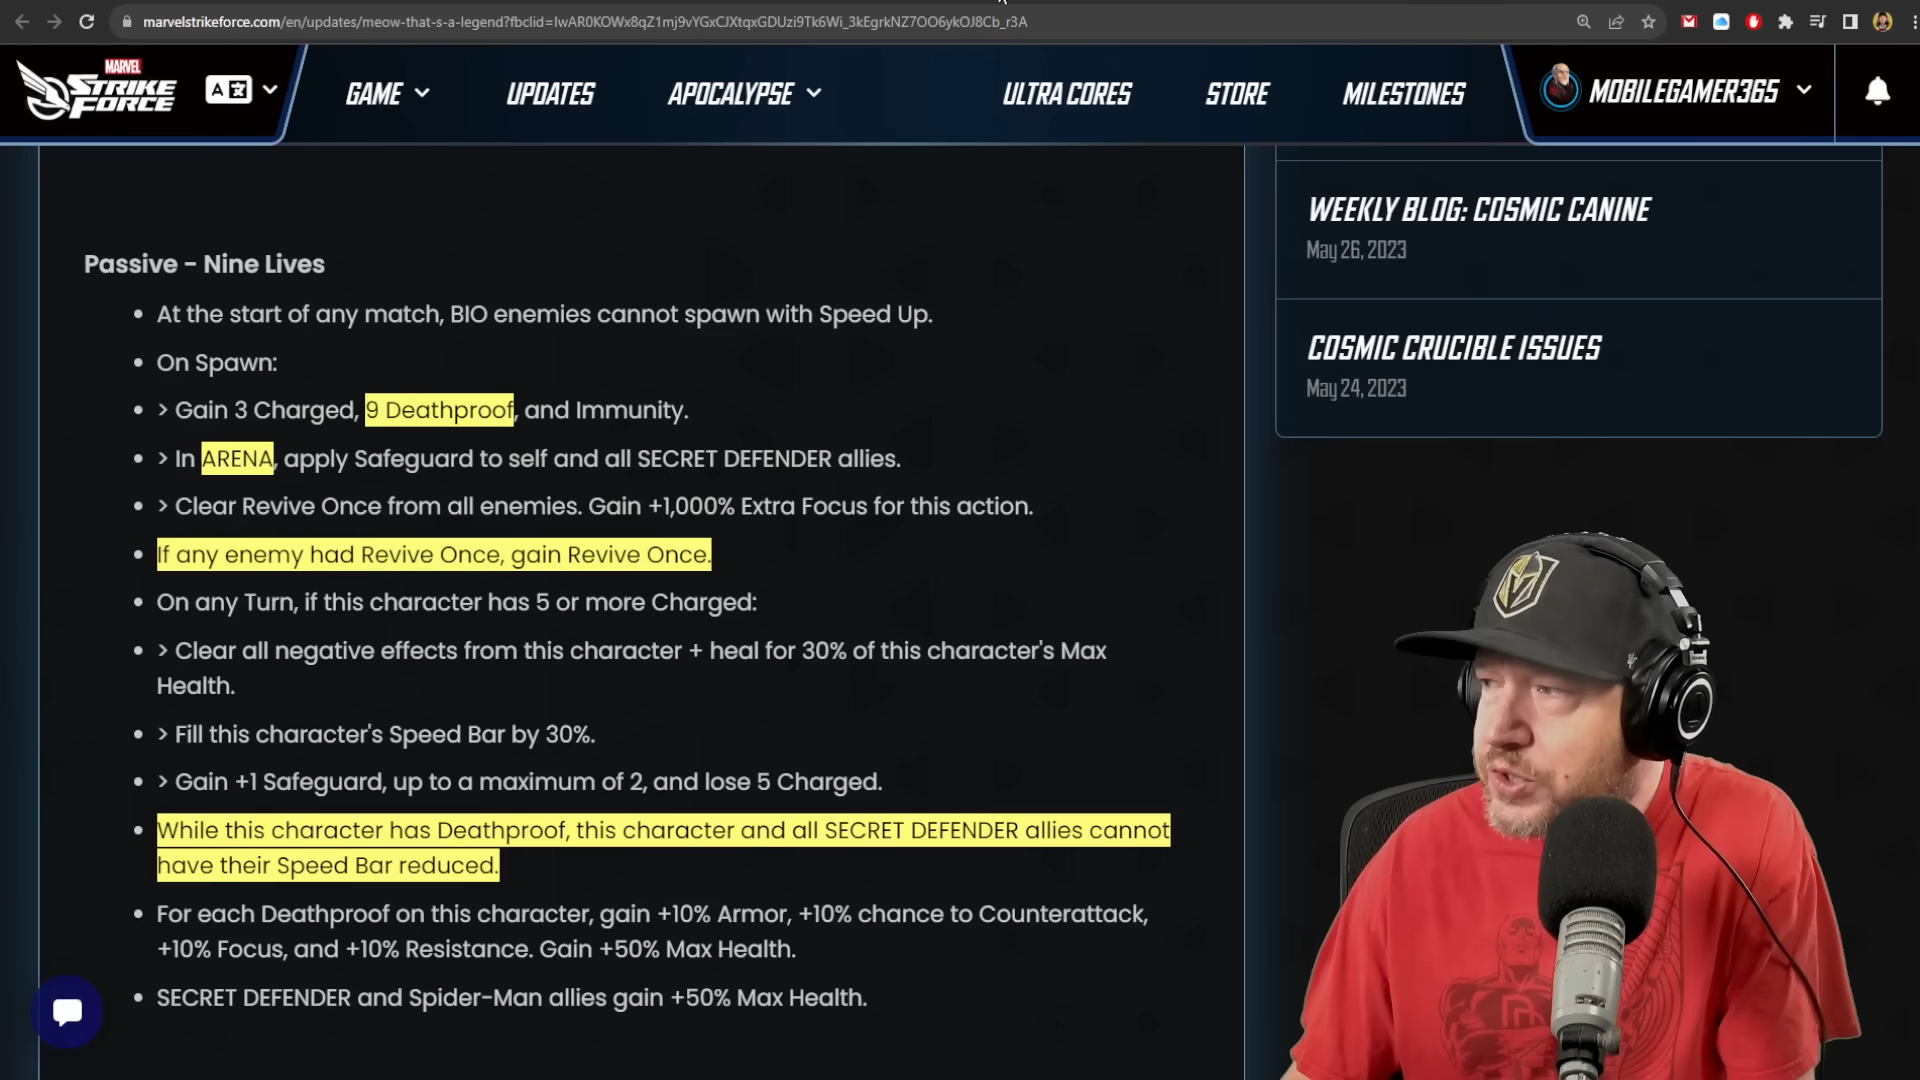 marvelstrikeforce.com/en/updates/meow-that-s-a-legend?fbclid=IwAR0KOWx8qZ1mj9vYGxCJXtqxGDUzi9Tk6Wi_3kEgrkNZ7OO6ykOJ8Cb_r3A
MARVEL
STRIKE
FORCE
A
GAME
UPDATES
APOCALYPSE
ULTRA CORES
STORE
MILESTONES
MOBILEGAMER365
WEEKLY BLOG: COSMIC CANINE
May 26, 2023
COSMIC CRUCIBLE ISSUES
May 24, 2023
Passive - Nine Lives
• At the start of any match, BIO enemies cannot spawn with Speed Up.
• On Spawn:
• > Gain 3 Charged, 9 Deathproof, and Immunity.
• > In ARENA, apply Safeguard to self and all SECRET DEFENDER allies.
• > Clear Revive Once from all enemies. Gain +1,000% Extra Focus for this action.
• If any enemy had Revive Once, gain Revive Once.
• On any Turn, if this character has 5 or more Charged:
• > Clear all negative effects from this character + heal for 30% of this character's Max
Health.
• > Fill this character's Speed Bar by 30%.
• > Gain +1 Safeguard, up to a maximum of 2, and lose 5 Charged.
• While this character has Deathproof, this character and all SECRET DEFENDER allies cannot
have their Speed Bar reduced.
• For each Deathproof on this character, gain +10% Armor, +10% chance to Counterattack,
+10% Focus, and +10% Resistance. Gain +50% Max Health.
• SECRET DEFENDER and Spider-Man allies gain +50% Max Health.